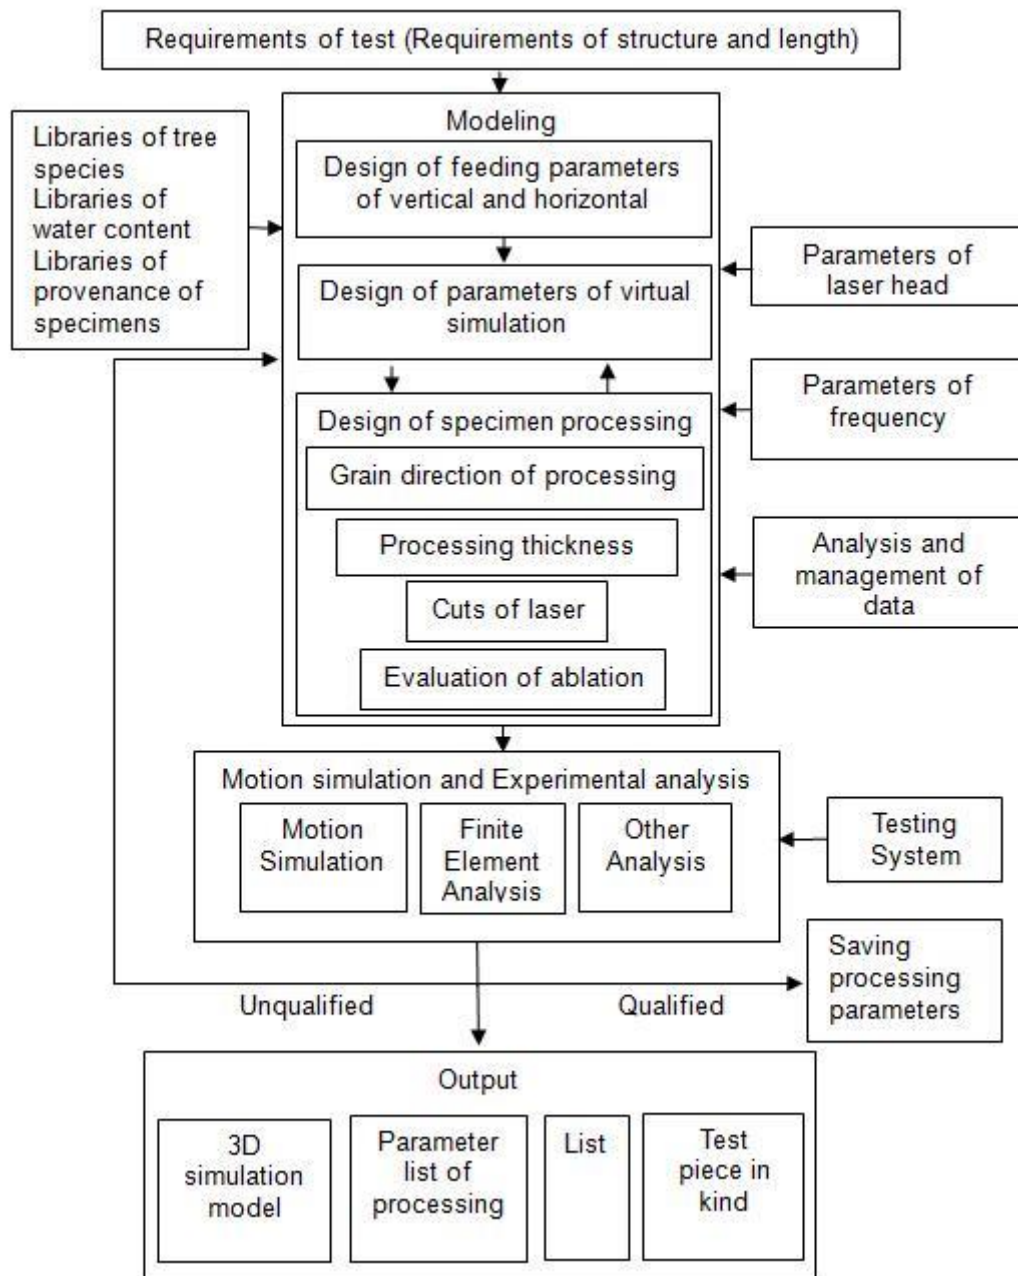 Requirements of test (Requirements of structure and length)
Modeling
Libraries of tree
species
Libraries of
water content
Libraries of
provenance of
specimens
Design of feeding parameters
of vertical and horizontal
Design of parameters of virtual
simulation
Parameters of
laser head
Parameters of
frequency
Design of specimen processing
Grain direction of processing
Processing thickness
Cuts of laser
Evaluation of ablation
Analysis and
management of
data
Motion simulation and Experimental analysis
Motion
Simulation
Finite
Element
Analysis
Other
Analysis
Testing
System
Unqualified
Qualified
Saving
processing
parameters
Output
3D
simulation
model
Parameter
list of
processing
List
Test
piece in
kind